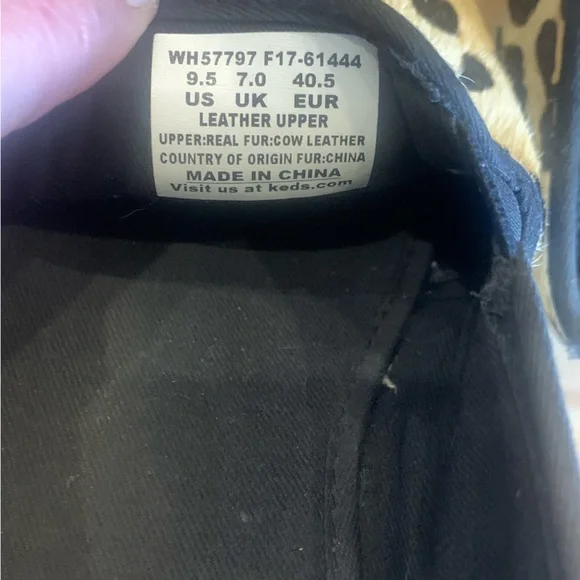 WH57797 F17-61444
9.5 7.0 40.5
US UK EUR
LEATHER UPPER
UPPER:REAL FUR:COW LEATHER
COUNTRY OF ORIGIN FUR:CHINA
MADE IN CHINA
Visit us at keds.com